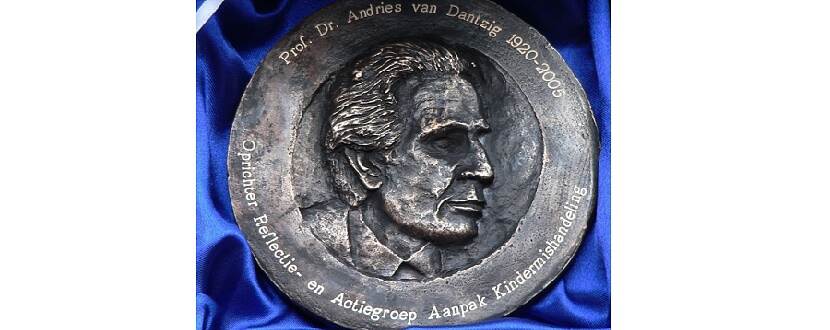 Prof. Dr. Andries van Dantzig 1920-2005
Oprichter Reflectie- en Actiegroep Aanpak Kindermishandeling